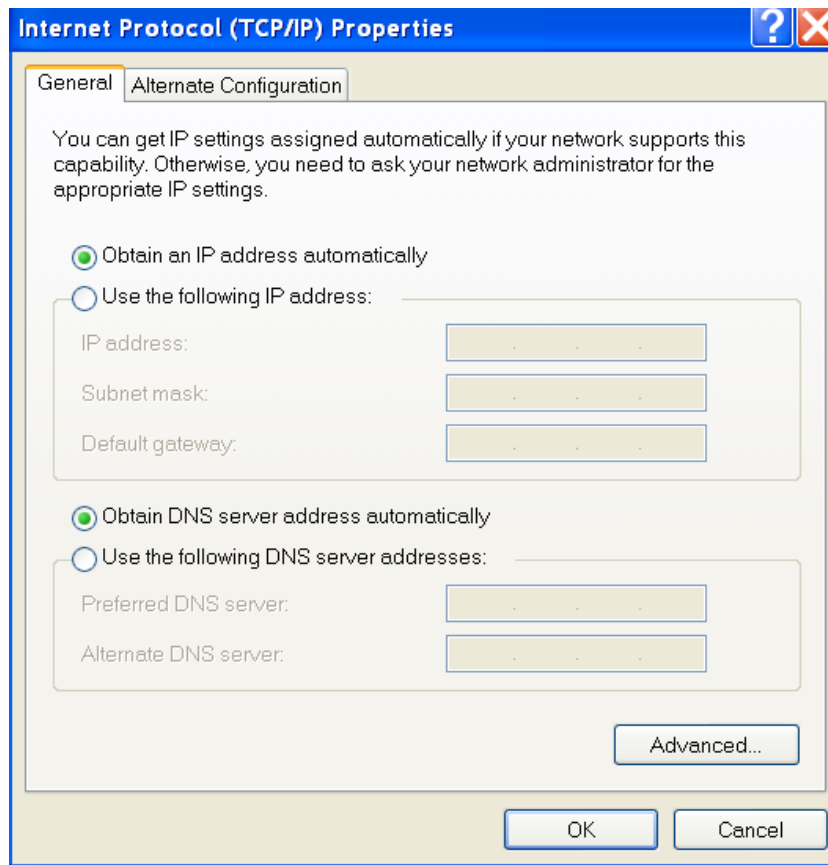 Internet Protocol (TCP/IP) Properties
General
Alternate Configuration
You can get IP settings assigned automatically if your network supports this
capability. Otherwise, you need to ask your network administrator for the
appropriate IP settings.
Obtain an IP address automatically
Use the following IP address:
IP address:
Subnet mask:
Default gateway:
Obtain DNS server address automatically
Use the following DNS server addresses:
Preferred DNS server:
Alternate DNS server:
Advanced...
OK
Cancel